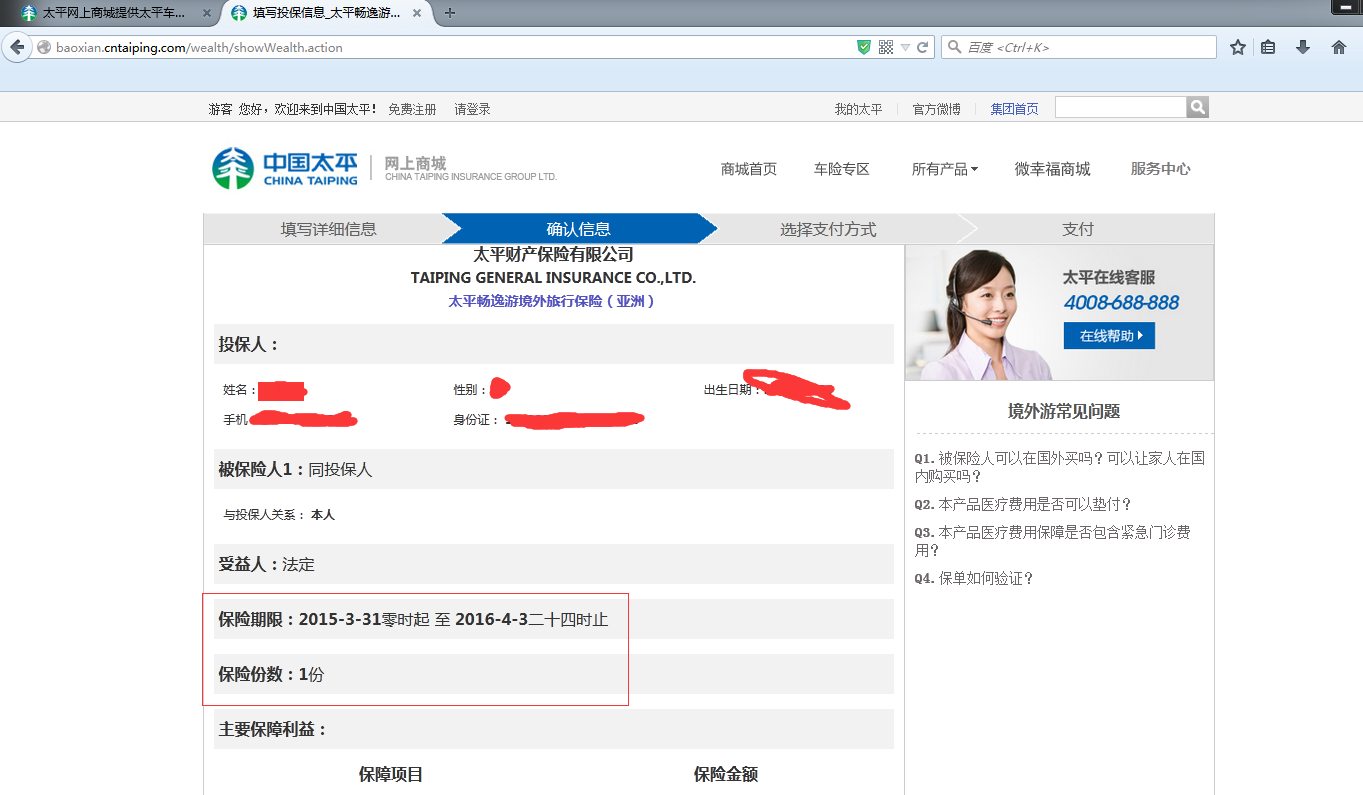 太平网上商城提供太平车...
填写投保信息_太平畅逸游...
baoxian.cntaiping.com/wealth/showWealth.action
百度 <Ctrl+K>
游客 您好，欢迎来到中国太平！ 免费注册 请登录
我的太平 官方微博 集团首页
中国太平
CHINA TAIPING
网上商城
CHINA TAIPING INSURANCE GROUP LTD.
商城首页 车险专区 所有产品 微幸福商城 服务中心
填写详细信息 确认信息 选择支付方式 支付
太平财产保险有限公司
TAIPING GENERAL INSURANCE CO.,LTD.
太平畅逸游境外旅行保险（亚洲）
投保人：
姓名： 性别： 出生日期：
手机 身份证：
被保险人1：同投保人
与投保人关系： 本人
受益人：法定
保险期限：2015-3-31零时起 至 2016-4-3二十四时止
保险份数：1份
主要保障利益：
保障项目 保险金额
太平在线客服
4008-688-888
在线帮助
境外游常见问题
Q1. 被保险人可以在国外买吗？可以让家人在国
内购买吗？
Q2. 本产品医疗费用是否可以垫付？
Q3. 本产品医疗费用保障是否包含紧急门诊费
用？
Q4. 保单如何验证？